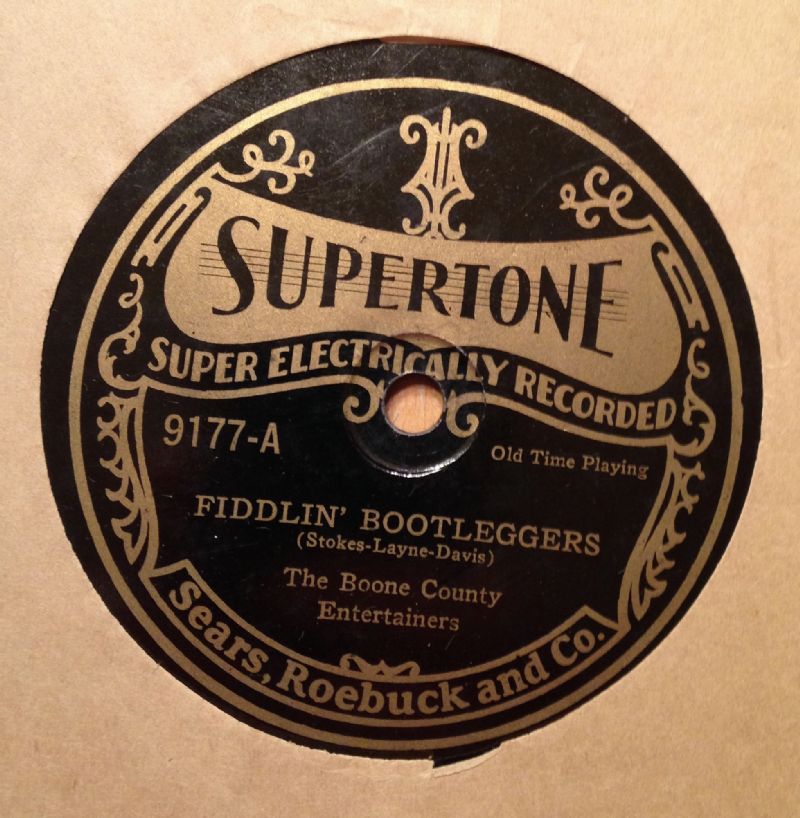 SUPERTONE
SUPER ELECTRICALLY RECORDED
9177-A
Old Time Playing
FIDDLIN' BOOTLEGGERS
(Stokes-Layne-Davis)
The Boone County
Entertainers
Sears, Roebuck and Co.